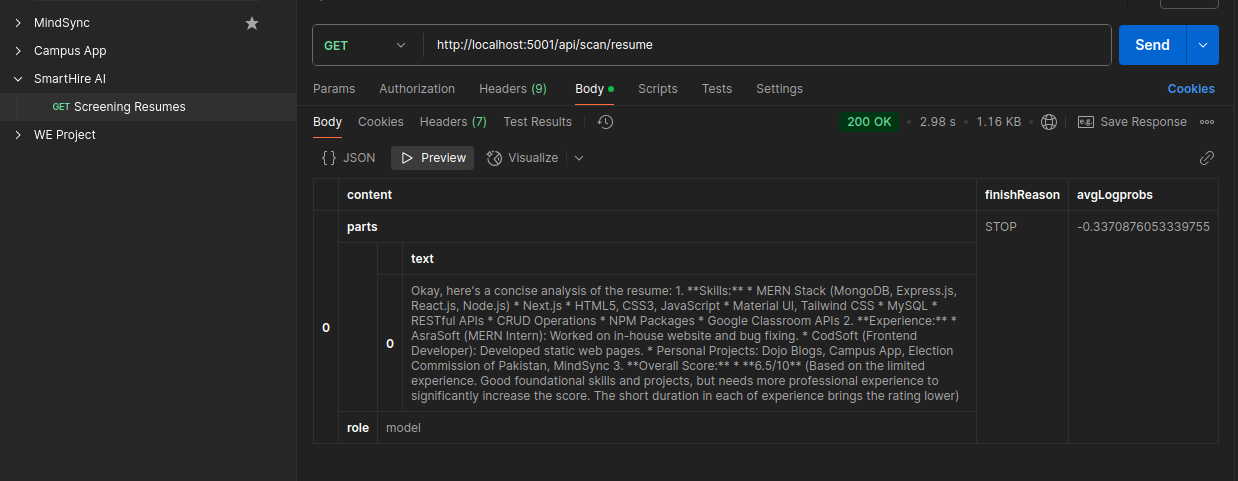 MindSync
Campus App
SmartHire AI
GET Screening Resumes
WE Project
GET
http://localhost:5001/api/scan/resume
Send
Params Authorization Headers (9) Body Scripts Tests Settings
Cookies
Body Cookies Headers (7) Test Results
200 OK • 2.98 s • 1.16 KB
e.g. Save Response
{} JSON
Preview
Visualize
content finishReason avgLogprobs
parts STOP -0.3370876053339755
text
0
0
Okay, here's a concise analysis of the resume: 1. **Skills:** * MERN Stack (MongoDB, Express.js,
React.js, Node.js) * Next.js * HTML5, CSS3, JavaScript * Material UI, Tailwind CSS * MySQL *
RESTful APIs * CRUD Operations * NPM Packages * Google Classroom APIs 2. **Experience:** *
AsraSoft (MERN Intern): Worked on in-house website and bug fixing. * CodSoft (Frontend
Developer): Developed static web pages. * Personal Projects: Dojo Blogs, Campus App, Election
Commission of Pakistan, MindSync 3. **Overall Score:** * **6.5/10** (Based on the limited
experience. Good foundational skills and projects, but needs more professional experience to
significantly increase the score. The short duration in each of experience brings the rating lower)
role model